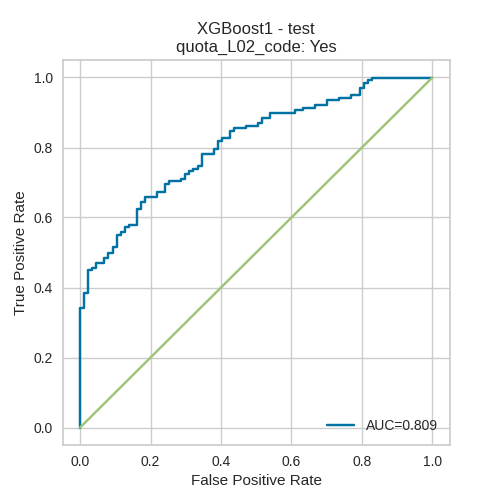 XGBoost1 - test
quota_L02_code: Yes
True Positive Rate
1.0
0.8
0.6
0.4
0.2
0.0
AUC=0.809
0.0 0.2 0.4 0.6 0.8 1.0
False Positive Rate